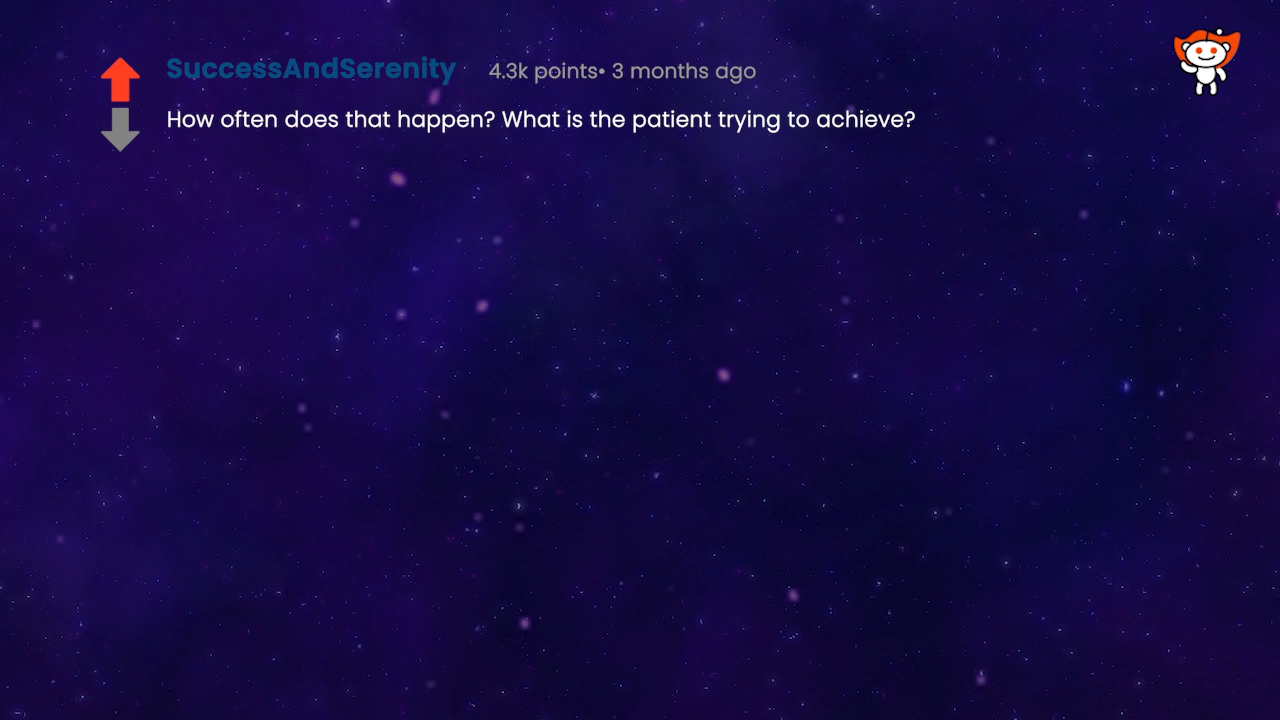 SuccessAndSerenity 4.3k points• 3 months ago
How often does that happen? What is the patient trying to achieve?